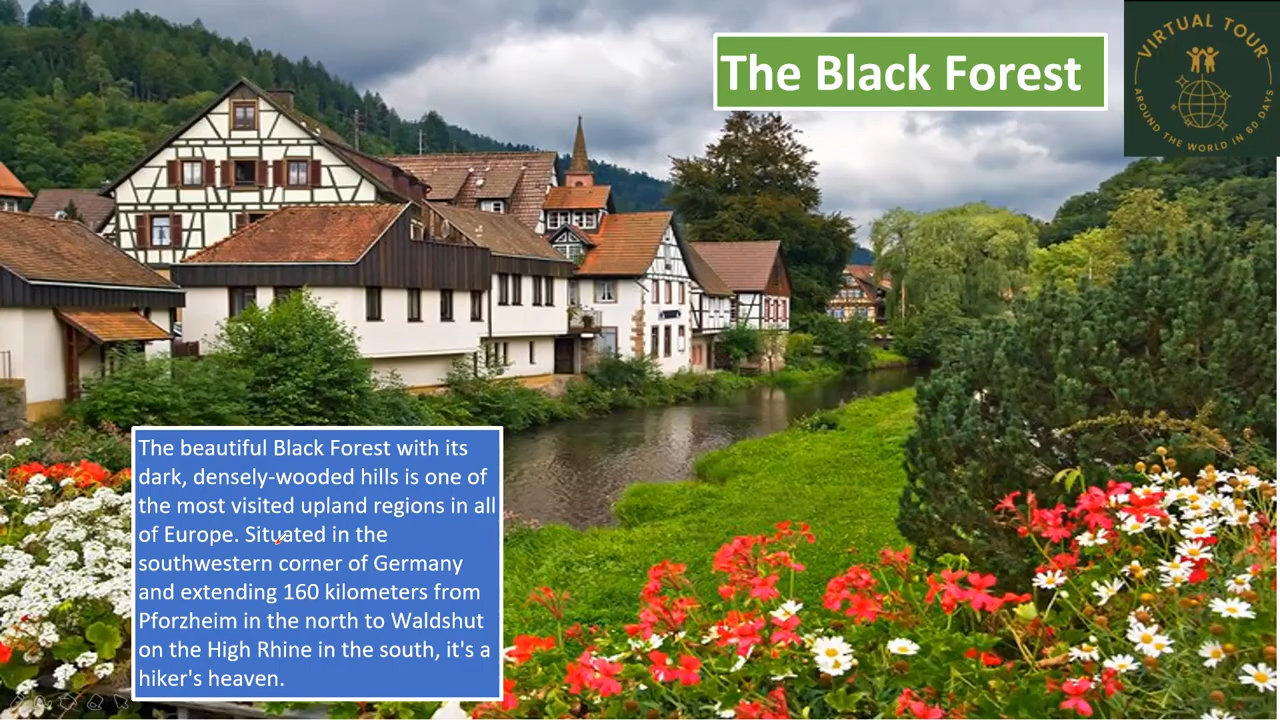 The Black Forest
VIRTUAL TOUR
AROUND THE WORLD IN 60 DAYS
The beautiful Black Forest with its
dark, densely-wooded hills is one of
the most visited upland regions in all
of Europe. Situated in the
southwestern corner of Germany
and extending 160 kilometers from
Pforzheim in the north to Waldshut
on the High Rhine in the south, it's a
hiker's heaven.